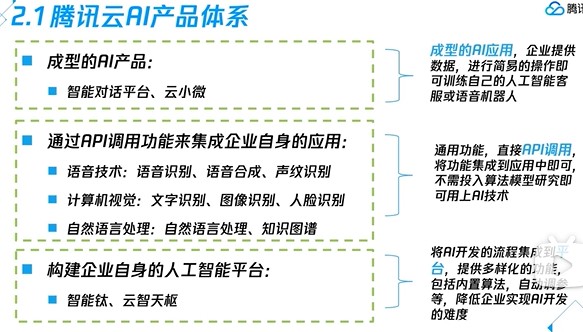 2.1 腾讯云AI产品体系
腾讯
成型的AI产品：
智能对话平台、云小微
成型的AI应用，企业提供
数据，进行简易的操作即
可训练自己的人工智能客
服或语音机器人
通过API调用功能来集成企业自身的应用：
语音技术：语音识别、语音合成、声纹识别
计算机视觉：文字识别、图像识别、人脸识别
自然语言处理：自然语言处理、知识图谱
通用功能，直接API调用，
将功能集成到应用中即可，
不需投入算法模型研究即
可用上AI技术
构建企业自身的人工智能平台：
智能钛、云智天枢
将AI开发的流程集成到平
台，提供多样化的功能，
包括内置算法，自动调参
等，降低企业实现AI开发
的难度